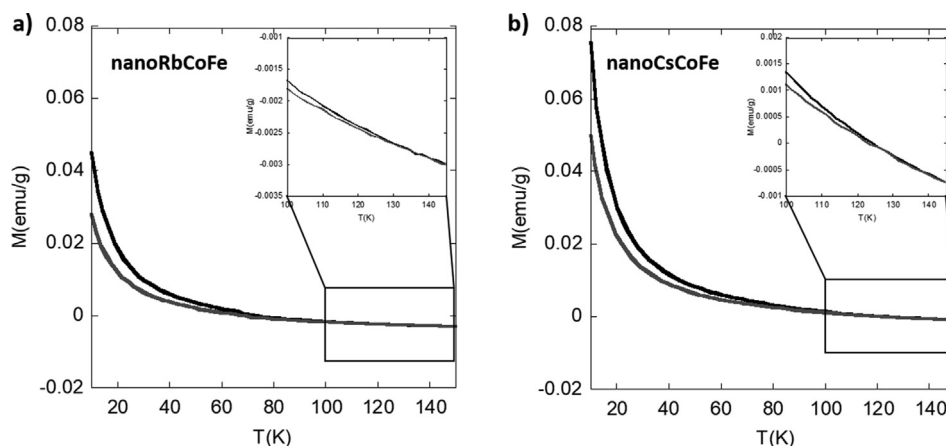 a)
nanoRbCoFe
M(emu/g)
0.08
0.06
0.04
0.02
0
-0.02
20 40 60 80 100 120 140
T(K)
M(emu/g)
-0.001
-0.0015
-0.002
-0.0025
-0.003
-0.0035
100 110 120 130 140
T(K)
b)
nanoCsCoFe
M(emu/g)
0.08
0.06
0.04
0.02
0
-0.02
20 40 60 80 100 120 140
T(K)
M(emu/g)
0.002
0.0015
0.001
0.0005
0
-0.0005
-0.001
100 110 120 130 140
T(K)